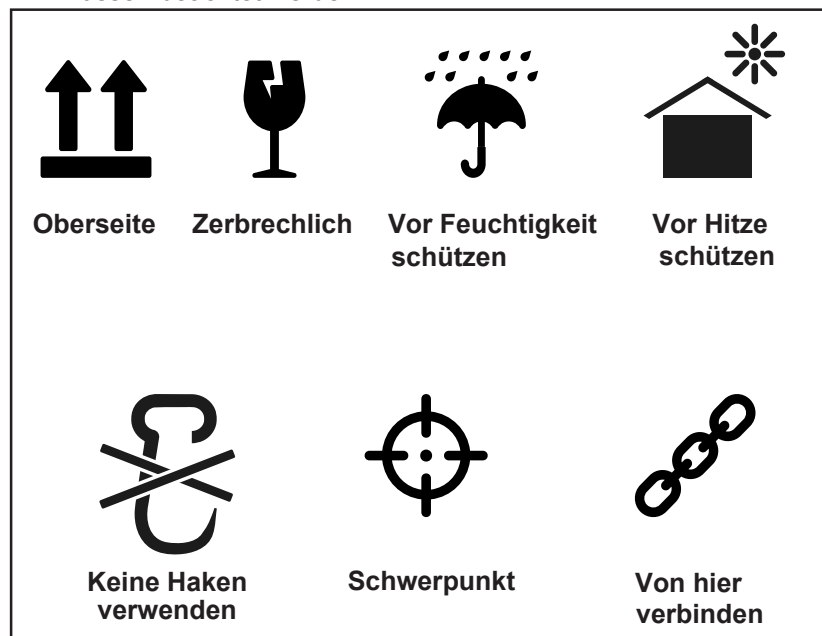 Oberseite
Zerbrechlich
Vor Feuchtigkeit
schützen
Vor Hitze
schützen
Keine Haken
verwenden
Schwerpunkt
Von hier
verbinden